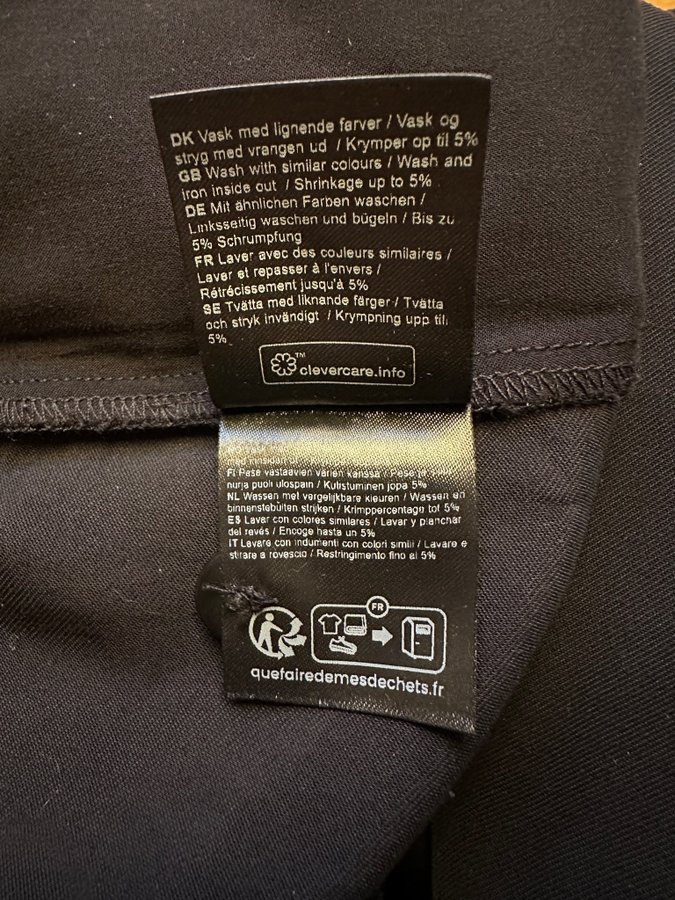 DK Vask med lignende farver / Vask og
stryg med vrangen ud / Krymper op til 5%
GB Wash with similar colours / Wash and
iron inside out / Shrinkage up to 5%
DE Mit ähnlichen Farben waschen /
Linksseitig waschen und bügeln / Bis zu
5% Schrumpfung
FR Laver avec des couleurs similaires /
Laver et repasser à l'envers /
Rétrécissement jusqu'à 5%
SE Tvätta med liknande färger / Tvätta
och stryk invändigt / Krympning upp til
5%
™
clevercare.info
med innsidan
FI Pese vastaavien värien kanssa / Pese ja
nurja puoli ulospäin / Kutistuminen jopa 5%
NL Wassen met vergelijkbare kleuren / Wassen en
binnenstebuiten strijken / Krimppercentage tot 5%
ES Lavar con colores similares / Lavar y planchar
del revés / Encoge hasta un 5%
IT Lavare con indumenti con colori simili / Lavare e
stirare a rovescio / Restringimento fino al 5%
FR
quefairedemesdechets.fr